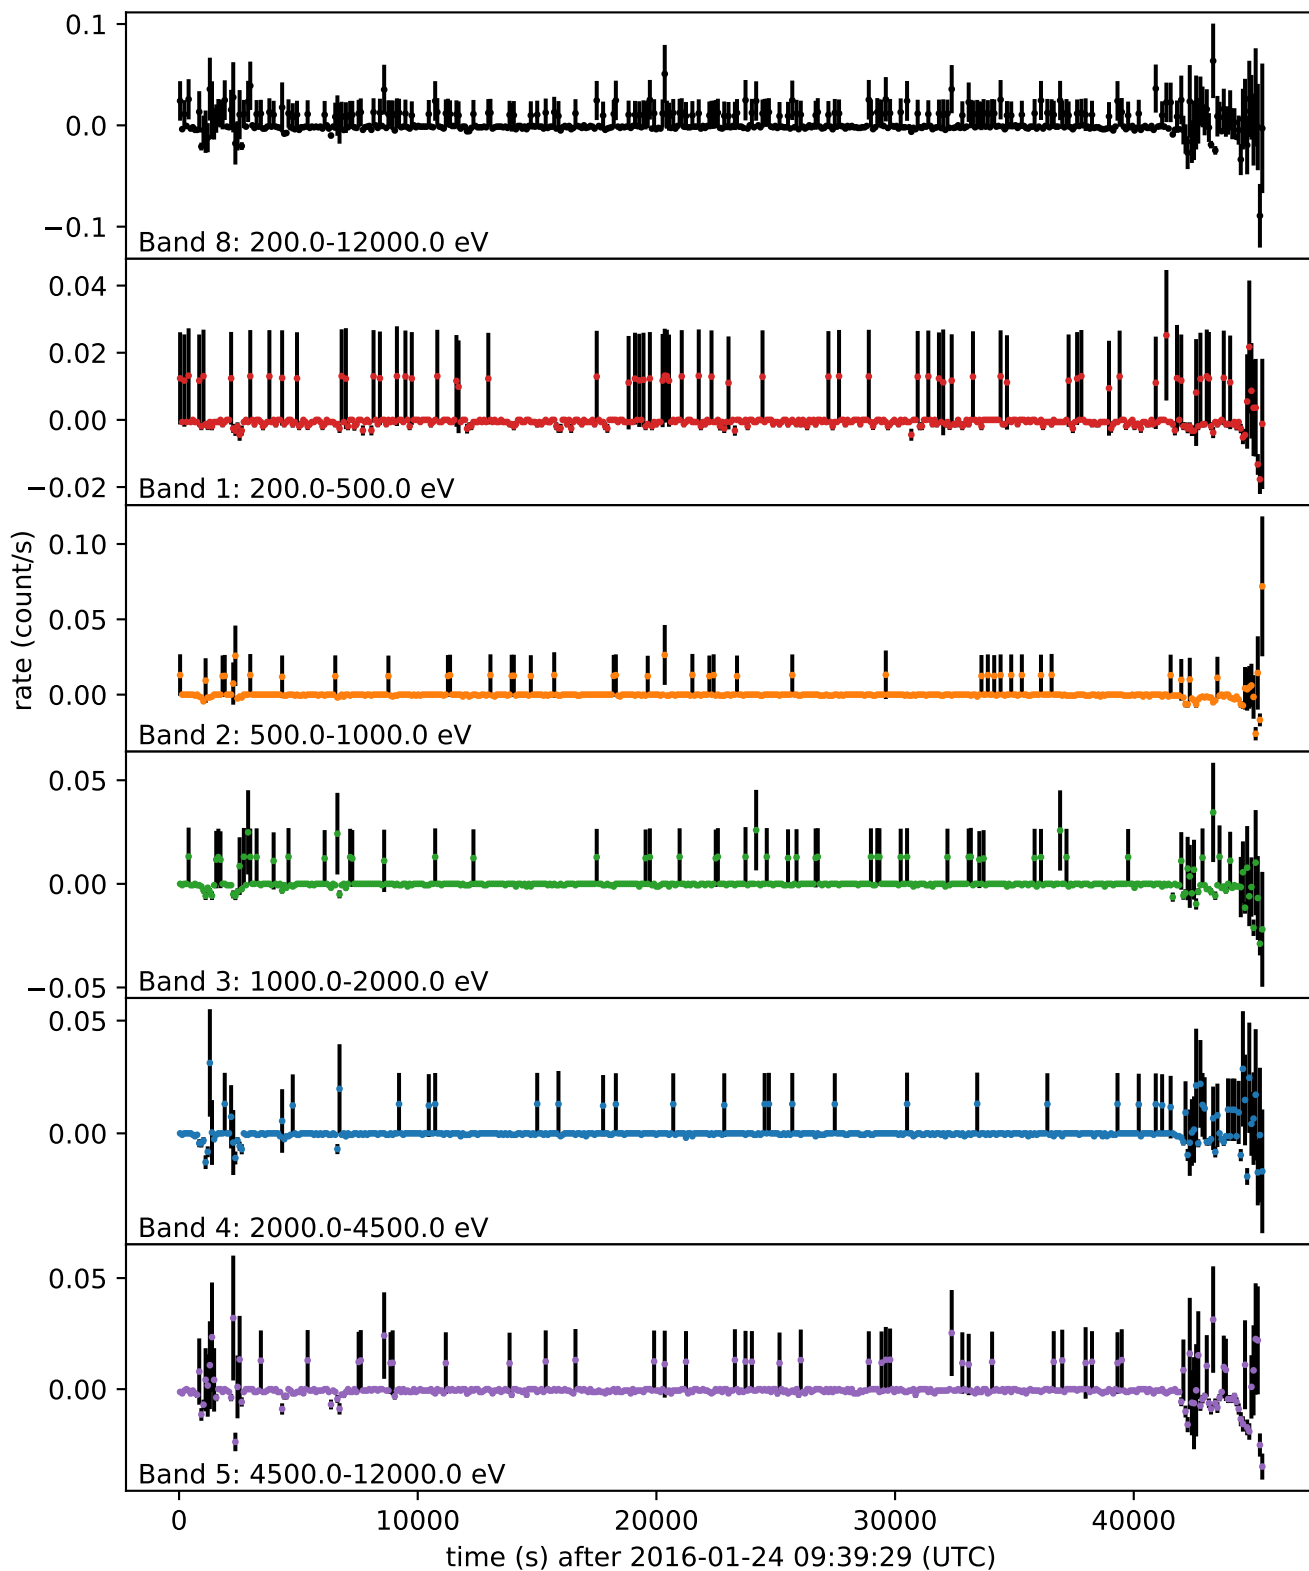 0.1
0.0
−0.1
Band 8: 200.0-12000.0 eV
0.04
0.02
0.00
−0.02
Band 1: 200.0-500.0 eV
rate (count/s)
0.10
0.05
0.00
Band 2: 500.0-1000.0 eV
0.05
0.00
−0.05
Band 3: 1000.0-2000.0 eV
0.05
0.00
Band 4: 2000.0-4500.0 eV
0.05
0.00
Band 5: 4500.0-12000.0 eV
0 10000 20000 30000 40000
time (s) after 2016-01-24 09:39:29 (UTC)